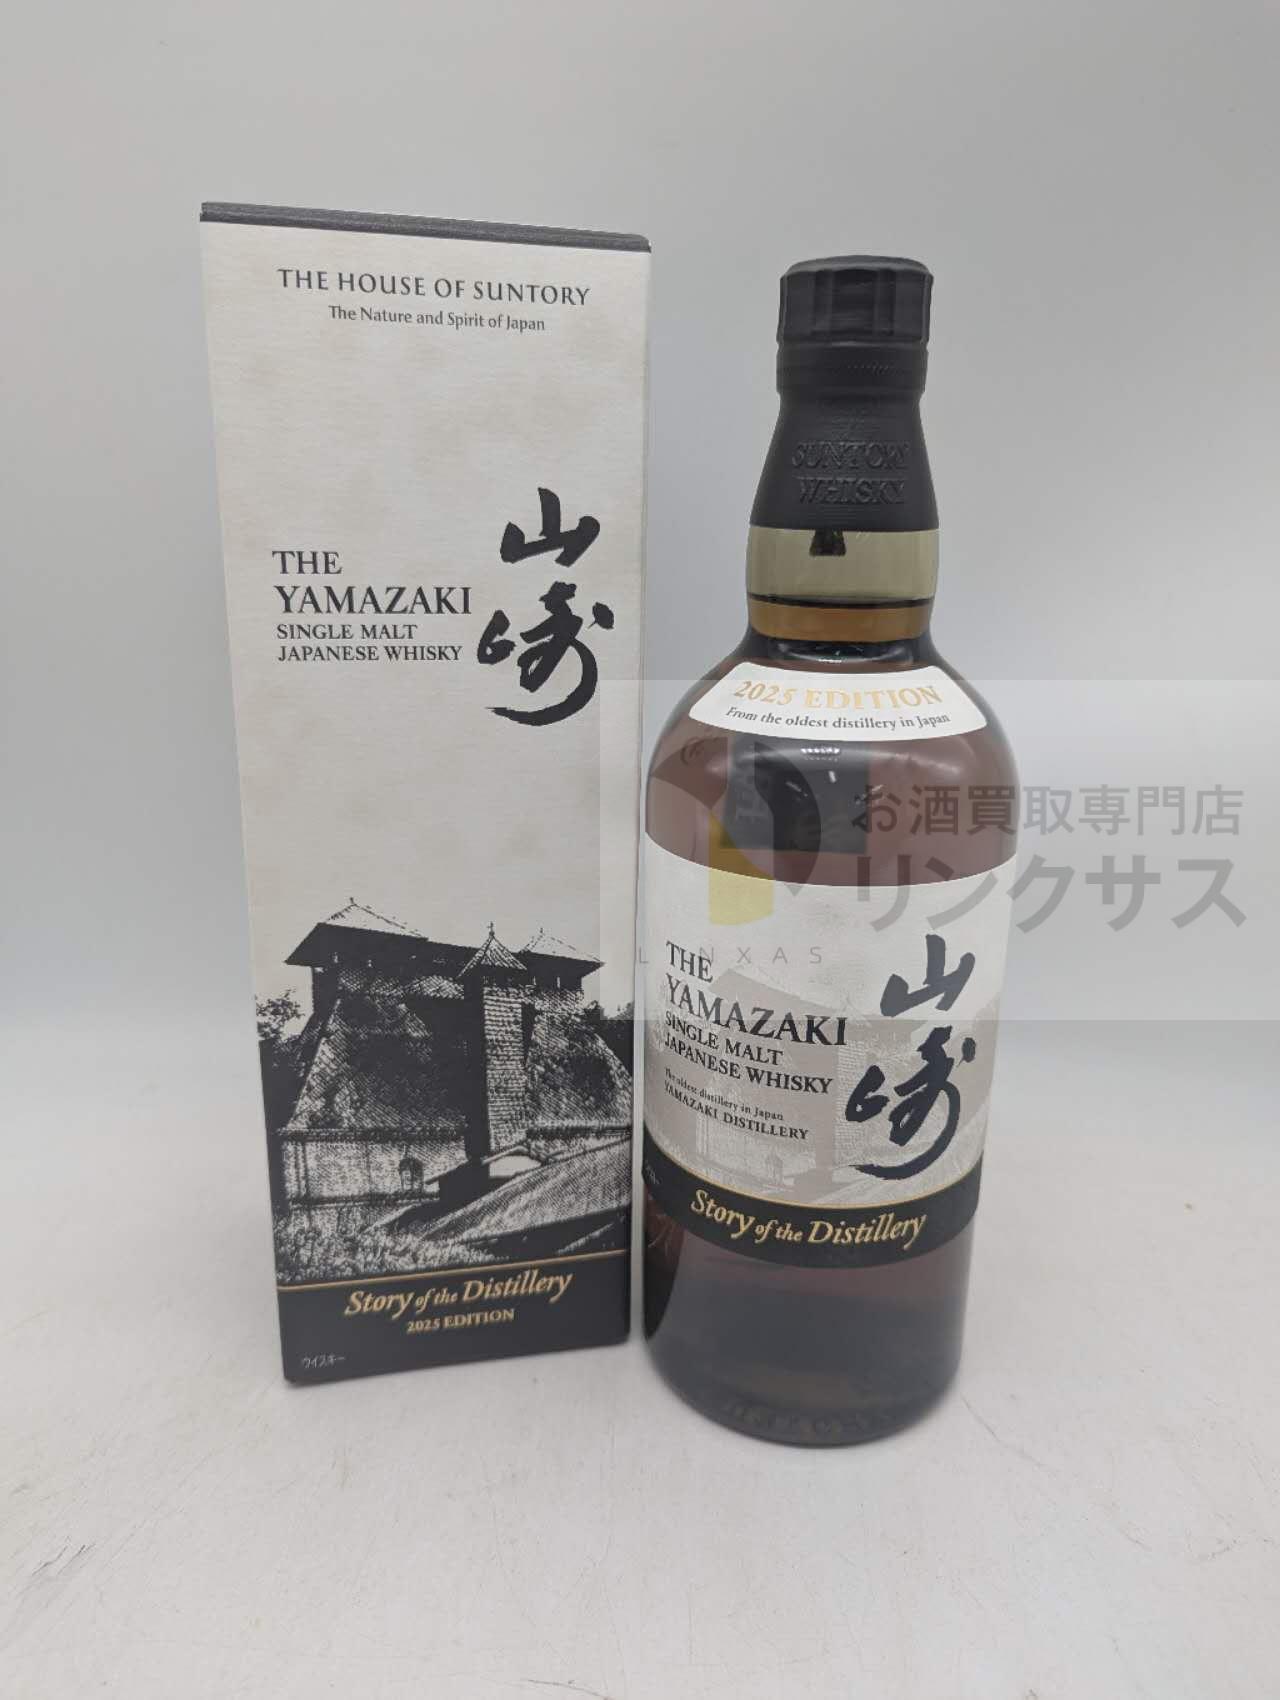 THE HOUSE OF SUNTORY
The Nature and Spirit of Japan
THE
YAMAZAKI
SINGLE MALT
JAPANESE WHISKY
山崎
Story of the Distillery
2025 EDITION
ウイスキー
SUNTORY
WHISKY
2025 EDITION
From the oldest distillery in Japan
お酒買取専門店
リンクサス
LINXAS
THE
YAMAZAKI
SINGLE MALT
JAPANESE WHISKY
The oldest distillery in Japan
YAMAZAKI DISTILLERY
山崎
Story of the Distillery